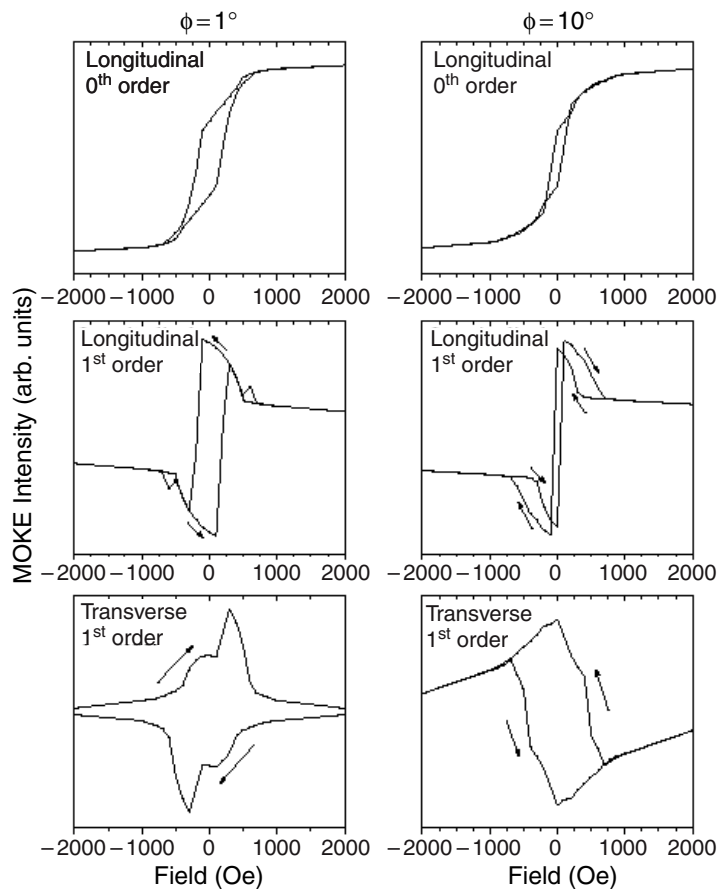 ϕ = 1°
ϕ = 10°
Longitudinal
0th order
Longitudinal
0th order
−2000 −1000 0 1000 2000
−2000 −1000 0 1000 2000
Longitudinal
1st order
Longitudinal
1st order
−2000 −1000 0 1000 2000
−2000 −1000 0 1000 2000
Transverse
1st order
Transverse
1st order
−2000 −1000 0 1000 2000
−2000 −1000 0 1000 2000
Field (Oe)
Field (Oe)
MOKE Intensity (arb. units)